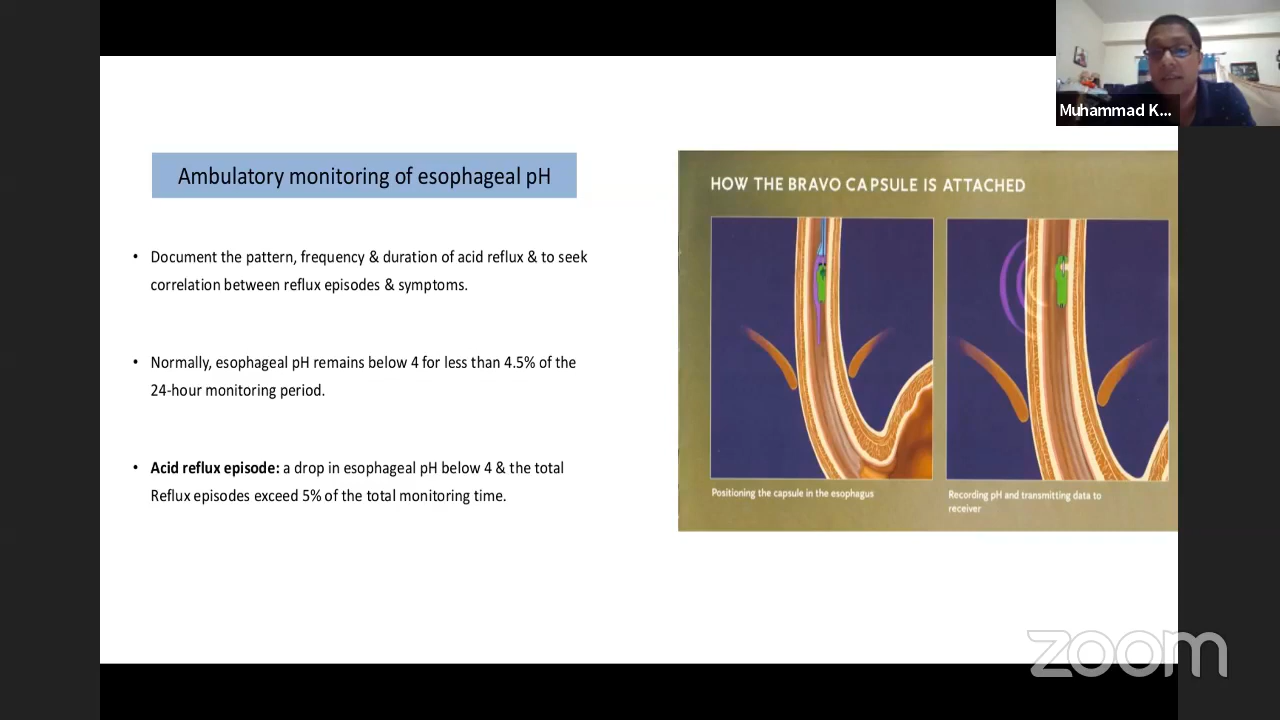 Muhammad K...
Ambulatory monitoring of esophageal pH
• Document the pattern, frequency & duration of acid reflux & to seek
correlation between reflux episodes & symptoms.
• Normally, esophageal pH remains below 4 for less than 4.5% of the
24-hour monitoring period.
• Acid reflux episode: a drop in esophageal pH below 4 & the total
Reflux episodes exceed 5% of the total monitoring time.
HOW THE BRAVO CAPSULE IS ATTACHED
Positioning the capsule in the esophagus
Recording pH and transmitting data to
receiver
zoom